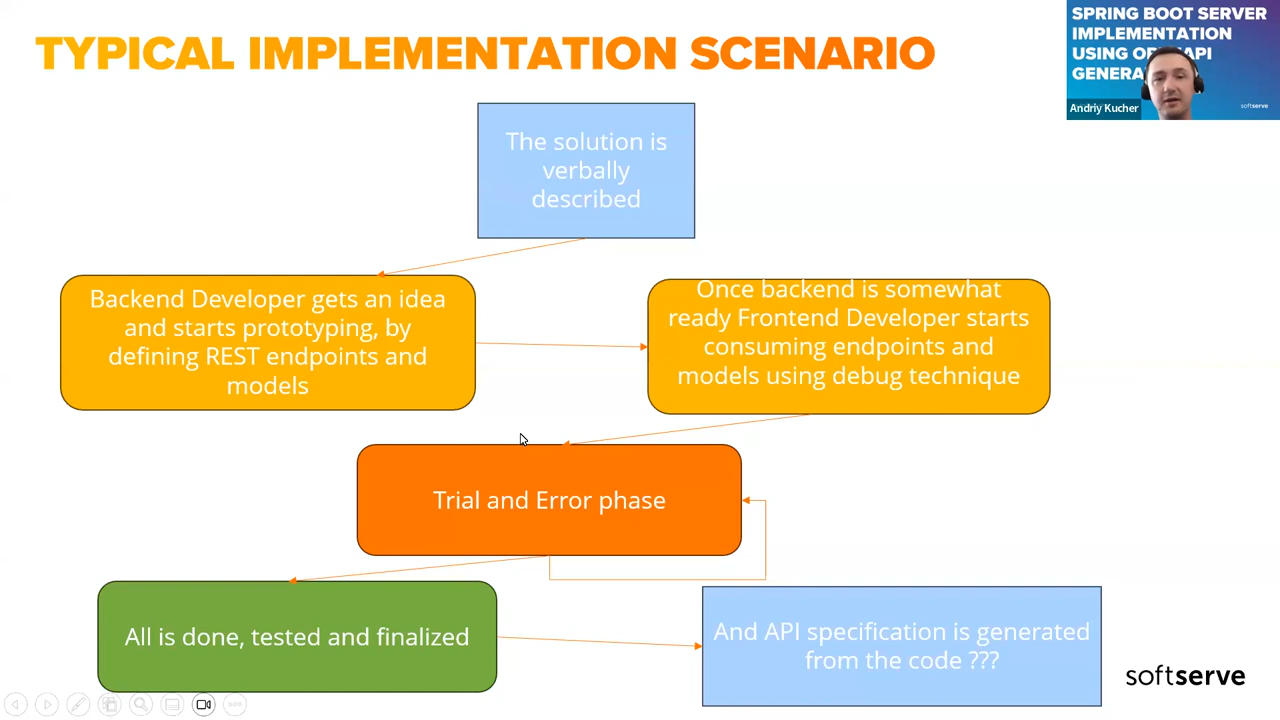 TYPICAL IMPLEMENTATION SCENARIO
SPRING BOOT SERVER
IMPLEMENTATION
USING API
Andriy Kucher
softserve
The solution is
verbally
described
Backend Developer gets an idea
and starts prototyping, by
defining REST endpoints and
models
Once backend is somewhat
ready Frontend Developer starts
consuming endpoints and
models using debug technique
Trial and Error phase
All is done, tested and finalized
And API specification is generated
from the code ???
softserve